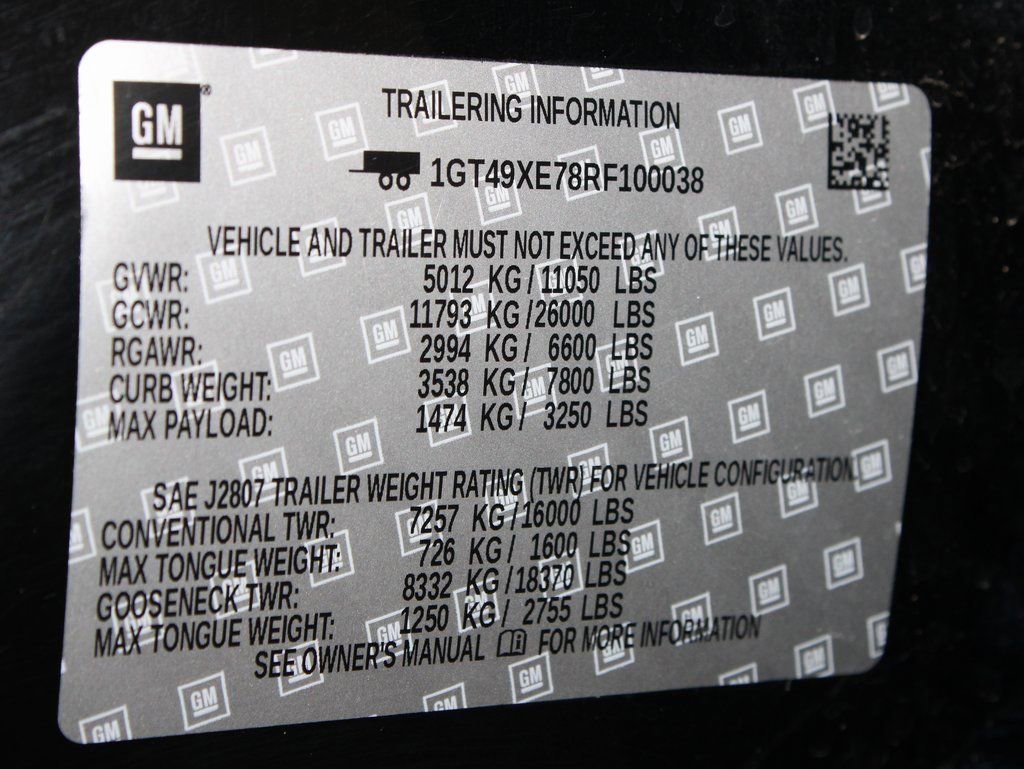 GM
TRAILERING INFORMATION
1GT49XE78RF100038
VEHICLE AND TRAILER MUST NOT EXCEED ANY OF THESE VALUES.
GVWR: 5012 KG / 11050 LBS
GCWR: 11793 KG / 26000 LBS
RGAWR: 2994 KG / 6600 LBS
CURB WEIGHT: 3538 KG / 7800 LBS
MAX PAYLOAD: 1474 KG / 3250 LBS
SAE J2807 TRAILER WEIGHT RATING (TWR) FOR VEHICLE CONFIGURATION.
CONVENTIONAL TWR: 7257 KG / 16000 LBS
MAX TONGUE WEIGHT: 726 KG / 1600 LBS
GOOSENECK TWR: 8332 KG / 18370 LBS
MAX TONGUE WEIGHT: 1250 KG / 2755 LBS
SEE OWNER'S MANUAL FOR MORE INFORMATION